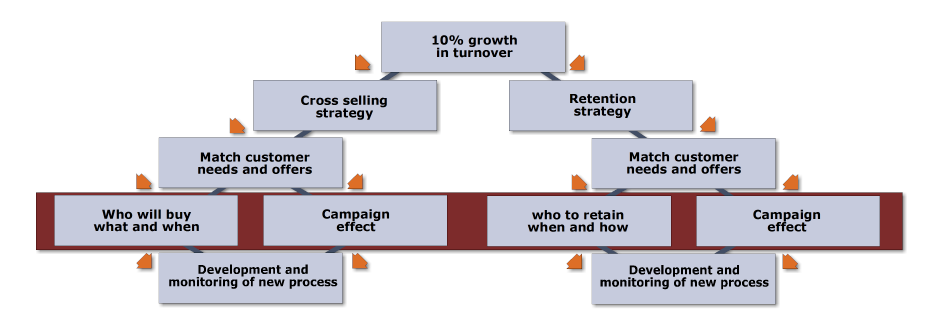 10% growth
in turnover
Cross selling
strategy
Retention
strategy
Match customer
needs and offers
Match customer
needs and offers
Who will buy
what and when
Campaign
effect
who to retain
when and how
Campaign
effect
Development and
monitoring of new process
Development and
monitoring of new process